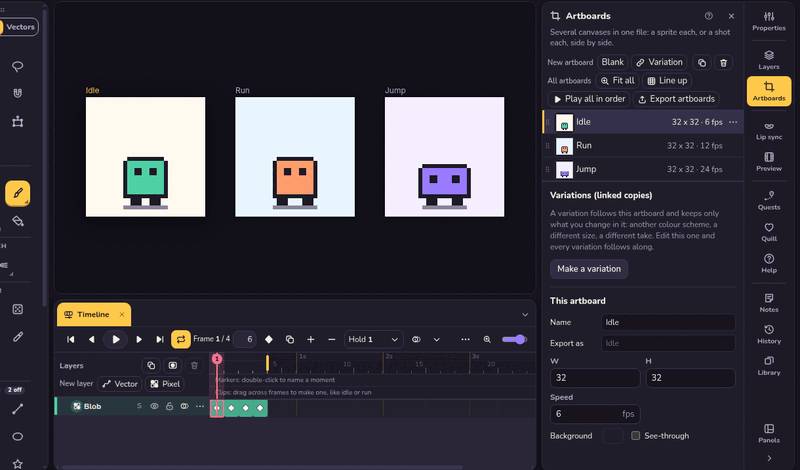 Vectors
H
2 off
Idle
Run
Jump
Timeline
Frame 1 / 4
6
Hold 1
Layers
New layer
Vector
Pixel
1
5
1s
10
2s
15
3s
20
Markers: double-click to name a moment
Clips: drag across frames to make one, like idle or run
Blob
S
Artboards
Several canvases in one file: a sprite each, or a shot
each, side by side.
New artboard
Blank
Variation
All artboards
Fit all
Line up
Play all in order
Export artboards
Idle
32 x 32 · 6 fps
Run
32 x 32 · 12 fps
Jump
32 x 32 · 24 fps
Variations (linked copies)
A variation follows this artboard and keeps only
what you change in it: another colour scheme, a
different size, a different take. Edit this one and
every variation follows along.
Make a variation
This artboard
Name
Idle
Export as
Idle
W
H
32
32
Speed
6
fps
Background
See-through
Properties
Layers
Artboards
Lip sync
Preview
Quests
Quill
Help
Notes
History
Library
Panels